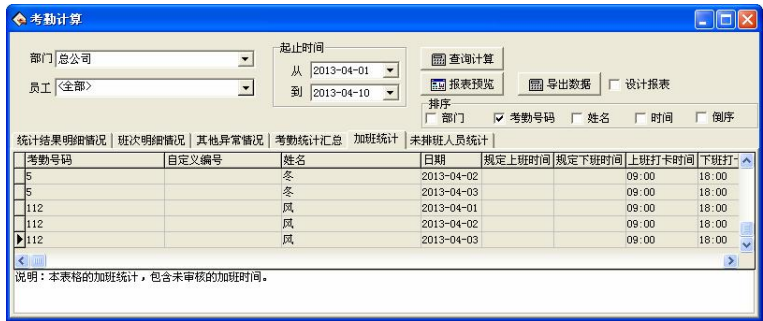 考勤计算
部门 总公司
员工 <全部>
起止时间
从 2013-04-01
到 2013-04-10
查询计算
报表预览 导出数据 设计报表
排序
部门 考勤号码 姓名 时间 倒序
统计结果明细情况 班次明细情况 其他异常情况 考勤统计汇总 加班统计 未排班人员统计
考勤号码 自定义编号 姓名 日期 规定上班时间 规定下班时间 上班打卡时间 下班打
5 冬 2013-04-02 09:00 18:00
5 冬 2013-04-03 09:00 18:00
112 风 2013-04-01 09:00 18:00
112 风 2013-04-02 09:00 18:00
112 风 2013-04-03 09:00 18:00
说明：本表格的加班统计，包含未审核的加班时间。